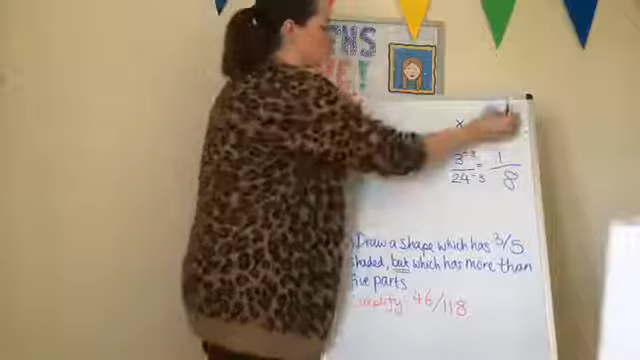 THS
E!
x
3 ÷3 = 1
24 ÷3 8
Draw a shape which has 3/5
shaded, but which has more than
five parts
Simplify 46/118